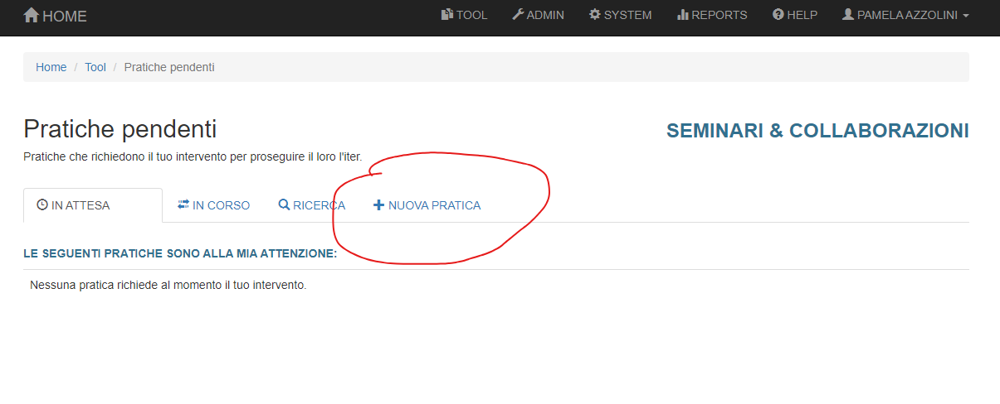 HOME TOOL ADMIN SYSTEM REPORTS HELP PAMELA AZZOLINI
Home / Tool / Pratiche pendenti
Pratiche pendenti
SEMINARI & COLLABORAZIONI
Pratiche che richiedono il tuo intervento per proseguire il loro l'iter.
IN ATTESA IN CORSO RICERCA NUOVA PRATICA
LE SEGUENTI PRATICHE SONO ALLA MIA ATTENZIONE:
Nessuna pratica richiede al momento il tuo intervento.